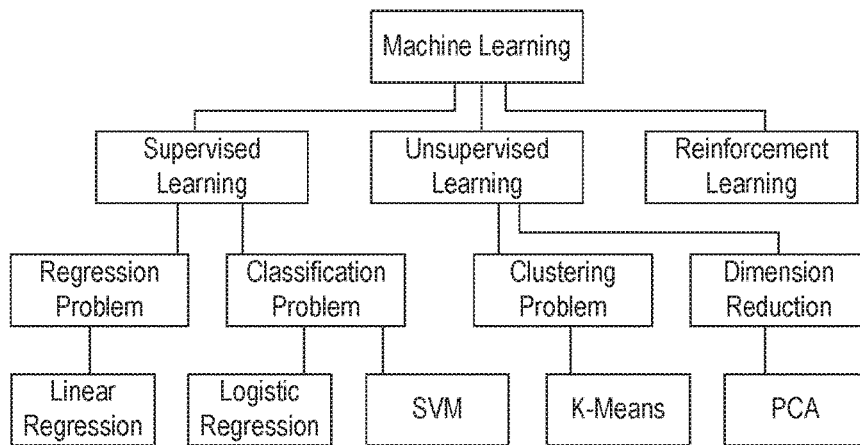 Machine Learning
Supervised
Learning
Unsupervised
Learning
Reinforcement
Learning
Regression
Problem
Classification
Problem
Clustering
Problem
Dimension
Reduction
Linear
Regression
Logistic
Regression
SVM
K-Means
PCA